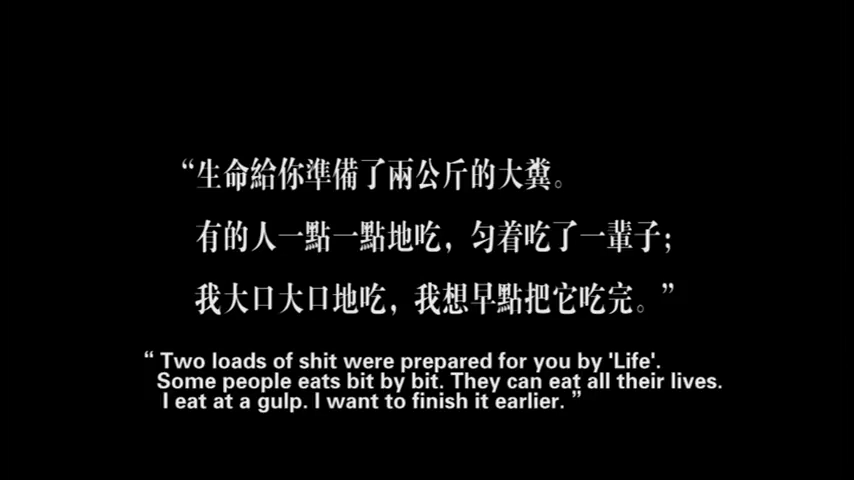 “生命給你準備了兩公斤的大糞。
有的人一點一點地吃，匀着吃了一輩子；
我大口大口地吃，我想早點把它吃完。”
“ Two loads of shit were prepared for you by 'Life'.
Some people eats bit by bit. They can eat all their lives.
I eat at a gulp. I want to finish it earlier. ”